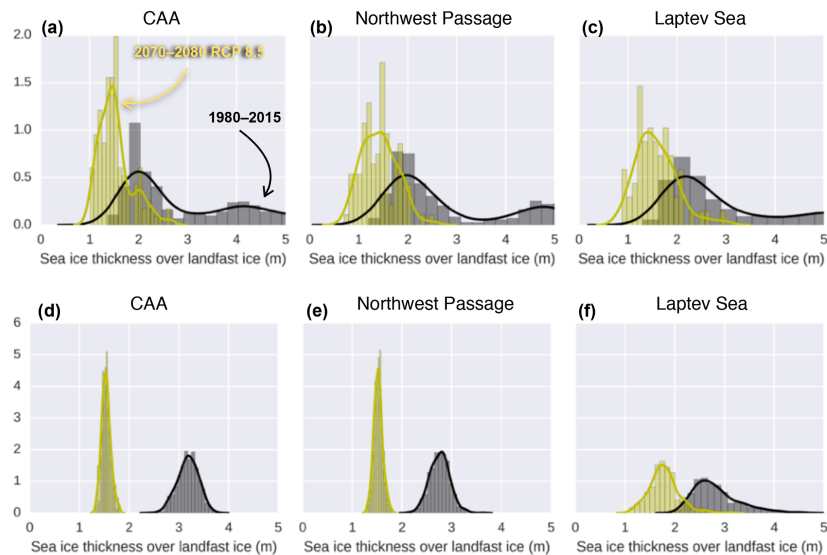 CAA Northwest Passage Laptev Sea
(a) (b) (c)
2070–2080 RCP 8.5
1980–2015
2.0
1.5
1.0
0.5
0.0
0 1 2 3 4 5 0 1 2 3 4 5 0 1 2 3 4 5
Sea ice thickness over landfast ice (m) Sea ice thickness over landfast ice (m) Sea ice thickness over landfast ice (m)
CAA Northwest Passage Laptev Sea
(d) (e) (f)
6
5
4
3
2
1
0
0 1 2 3 4 5 0 1 2 3 4 5 0 1 2 3 4 5
Sea ice thickness over landfast ice (m) Sea ice thickness over landfast ice (m) Sea ice thickness over landfast ice (m)